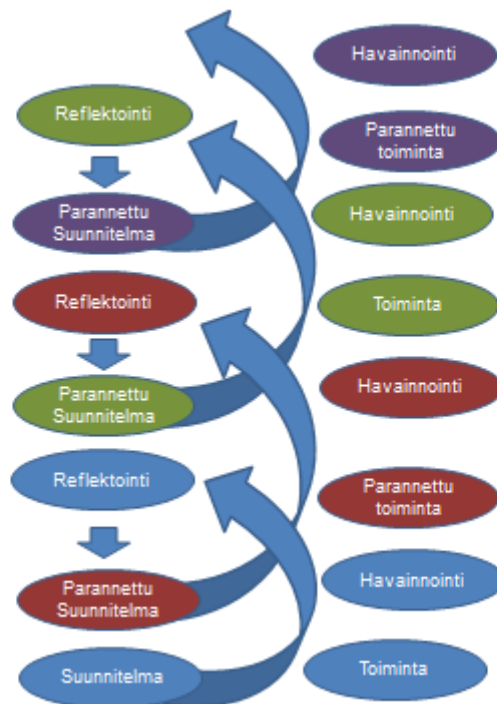 Havainnointi
Reflektointi
Parannettu
toiminta
Parannettu
Suunnitelma
Havainnointi
Reflektointi
Toiminta
Parannettu
Suunnitelma
Havainnointi
Reflektointi
Parannettu
toiminta
Parannettu
Suunnitelma
Havainnointi
Suunnitelma
Toiminta